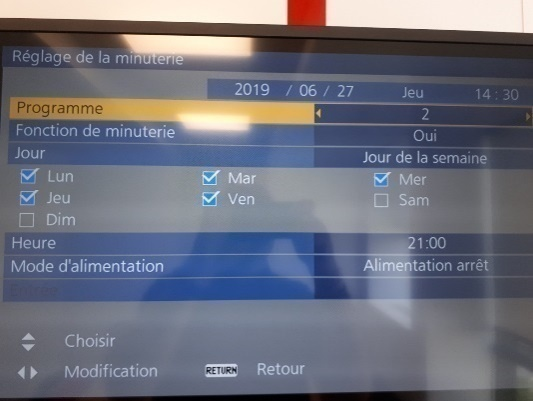 Réglage de la minuterie
2019 / 06 / 27 Jeu 14 : 30
Programme 2
Fonction de minuterie Oui
Jour Jour de la semaine
Lun Mar Mer
Jeu Ven Sam
Dim
Heure 21:00
Mode d'alimentation Alimentation arrêt
Entrée
Choisir
Modification RETURN Retour